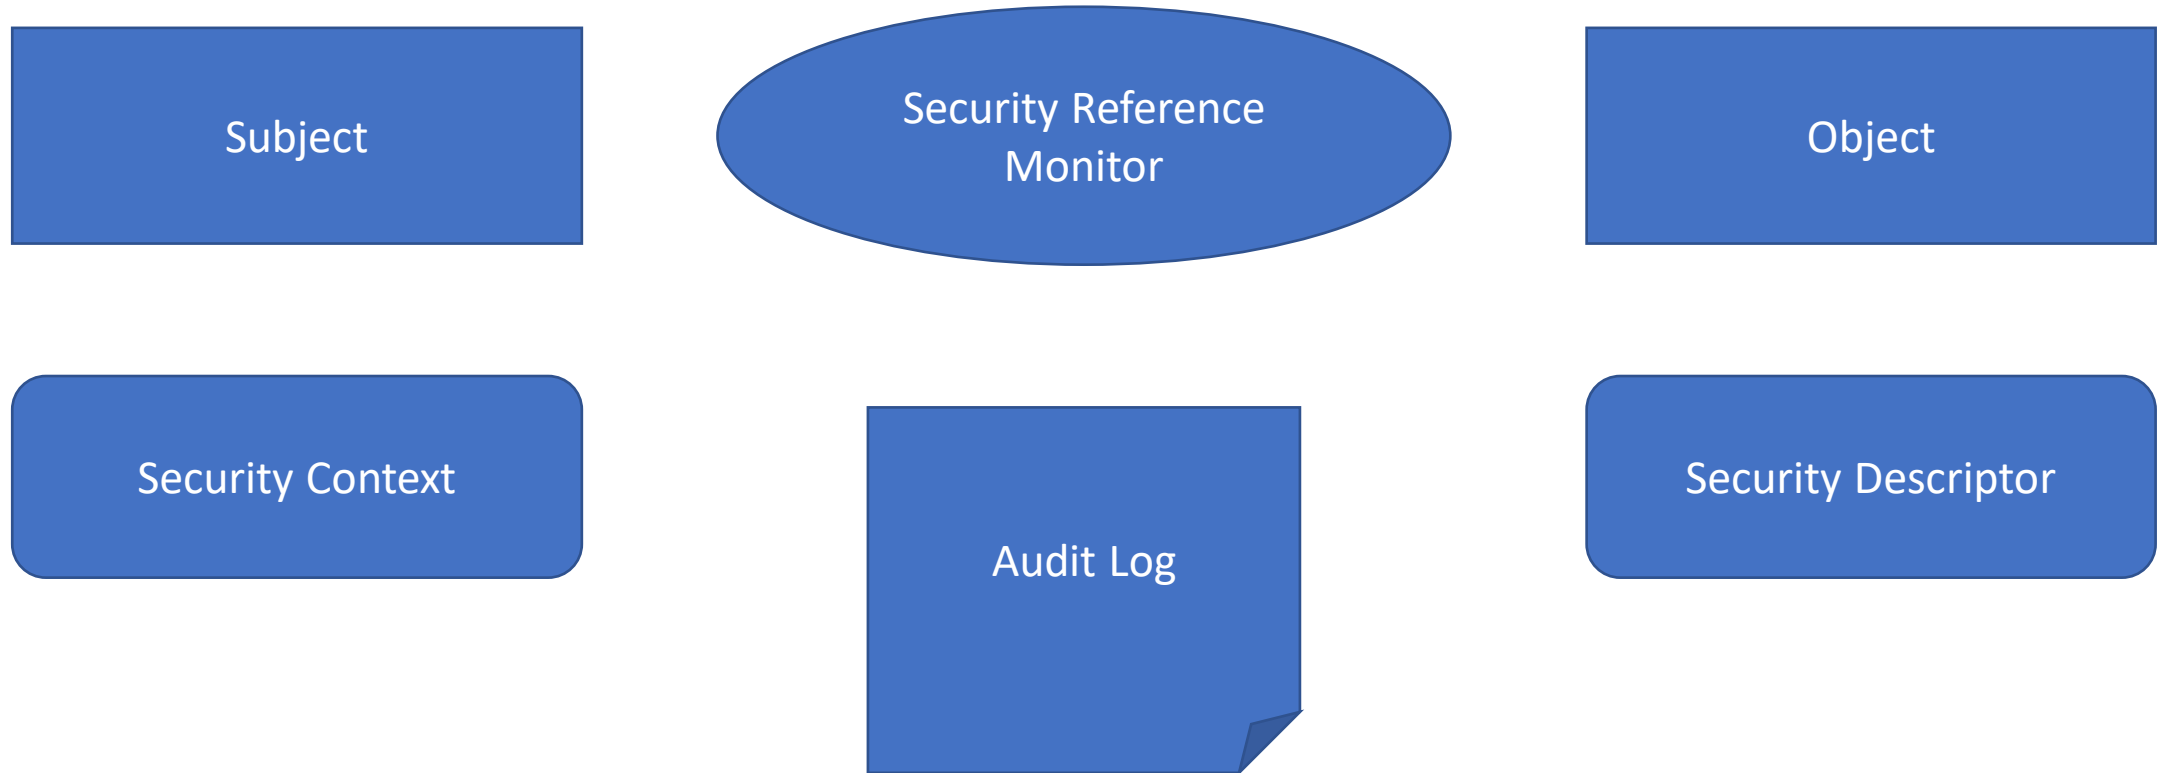 Subject
Security Reference
Monitor
Object
Security Context
Audit Log
Security Descriptor